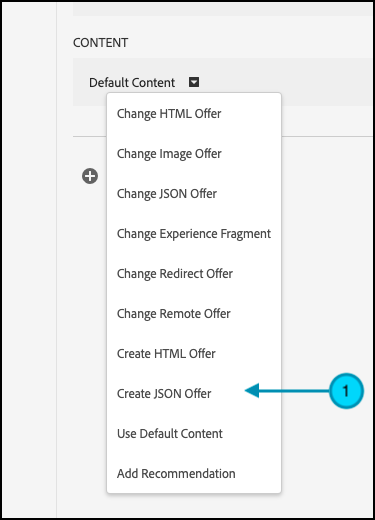 CONTENT
Default Content
Change HTML Offer
Change Image Offer
Change JSON Offer
Change Experience Fragment
Change Redirect Offer
Change Remote Offer
Create HTML Offer
Create JSON Offer
1
Use Default Content
Add Recommendation